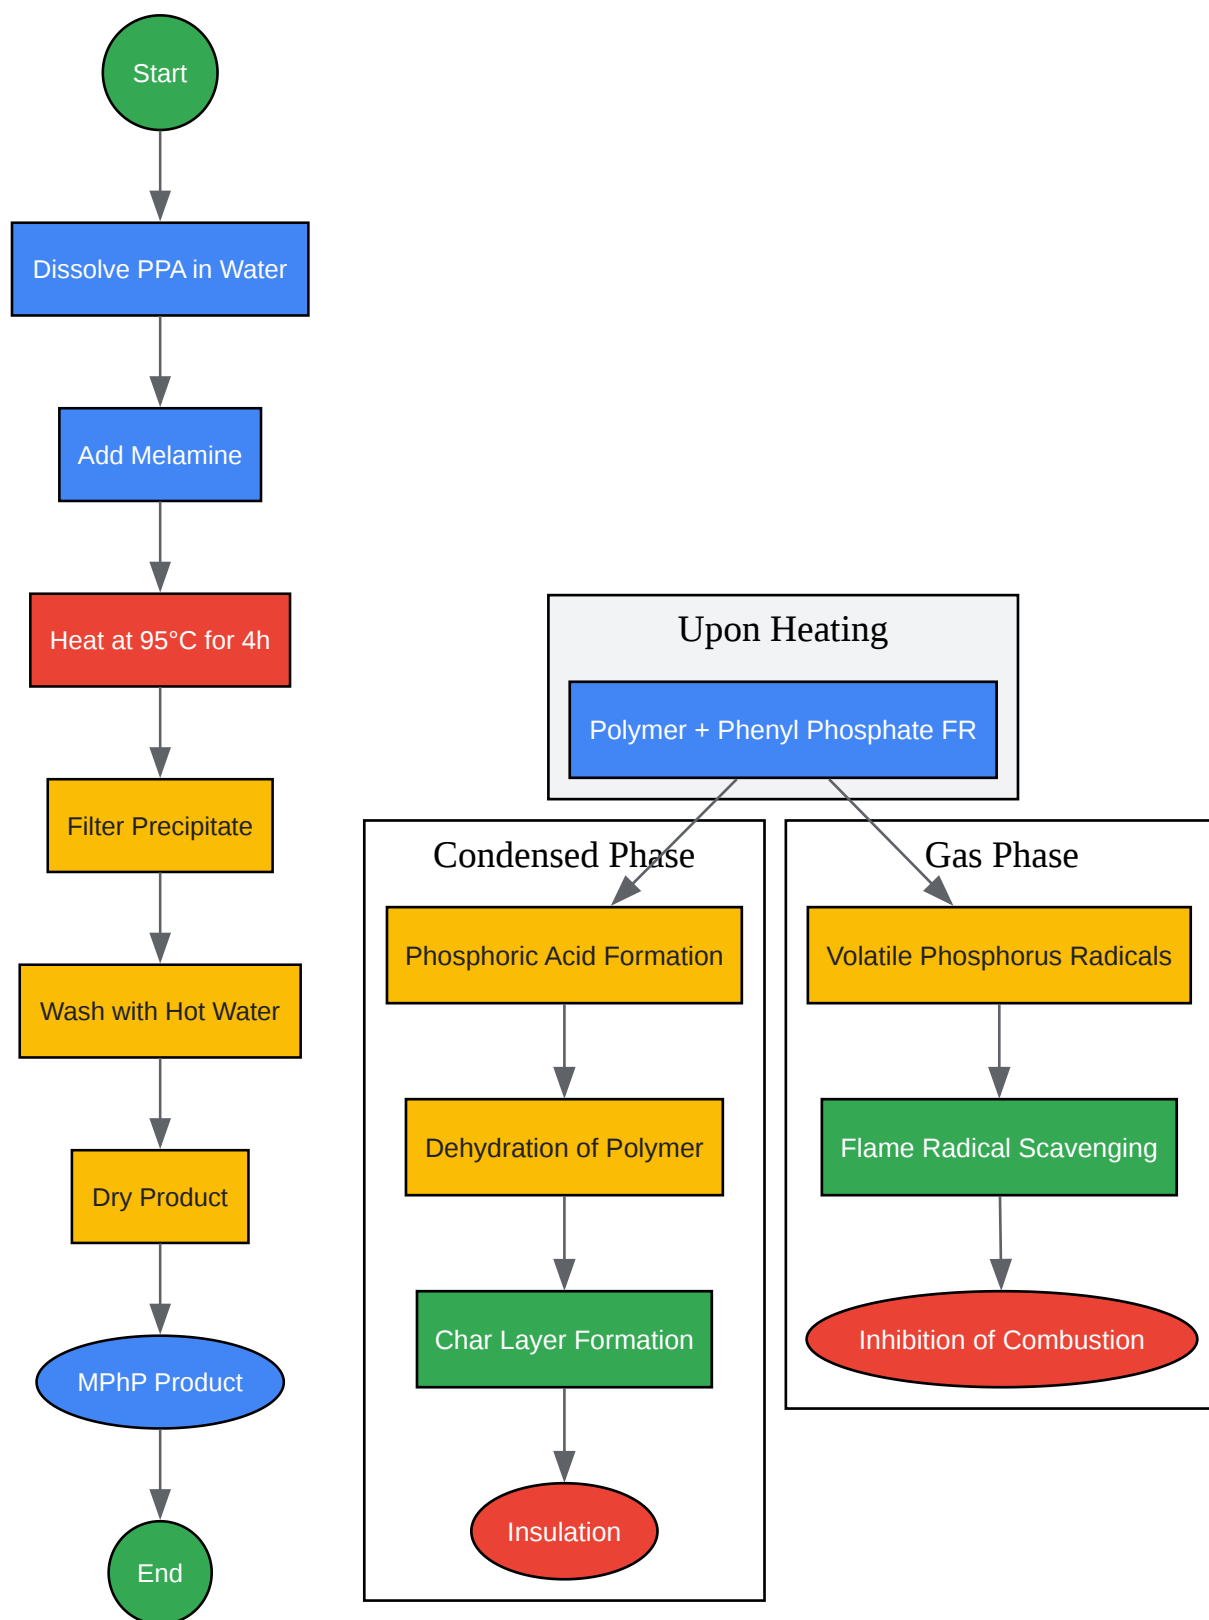 Start
Dissolve PPA in Water
Add Melamine
Heat at 95°C for 4h
Filter Precipitate
Wash with Hot Water
Dry Product
MPhP Product
End
Upon Heating
Polymer + Phenyl Phosphate FR
Condensed Phase
Phosphoric Acid Formation
Dehydration of Polymer
Char Layer Formation
Insulation
Gas Phase
Volatile Phosphorus Radicals
Flame Radical Scavenging
Inhibition of Combustion